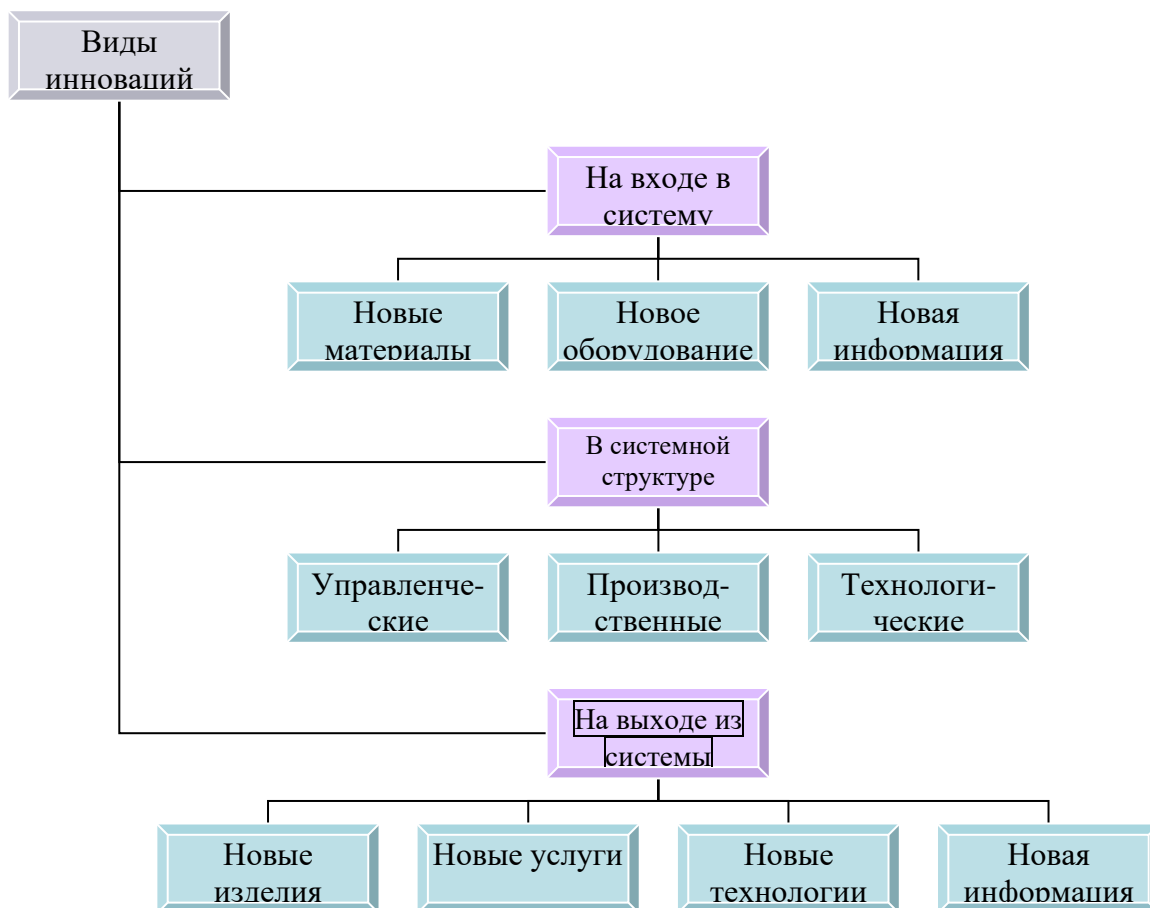 Виды
инноваций
На входе в
систему
Новые
материалы
Новое
оборудование
Новая
информация
В системной
структуре
Управленче-
ские
Производ-
ственные
Технологи-
ческие
На выходе из
системы
Новые
изделия
Новые услуги
Новые
технологии
Новая
информация